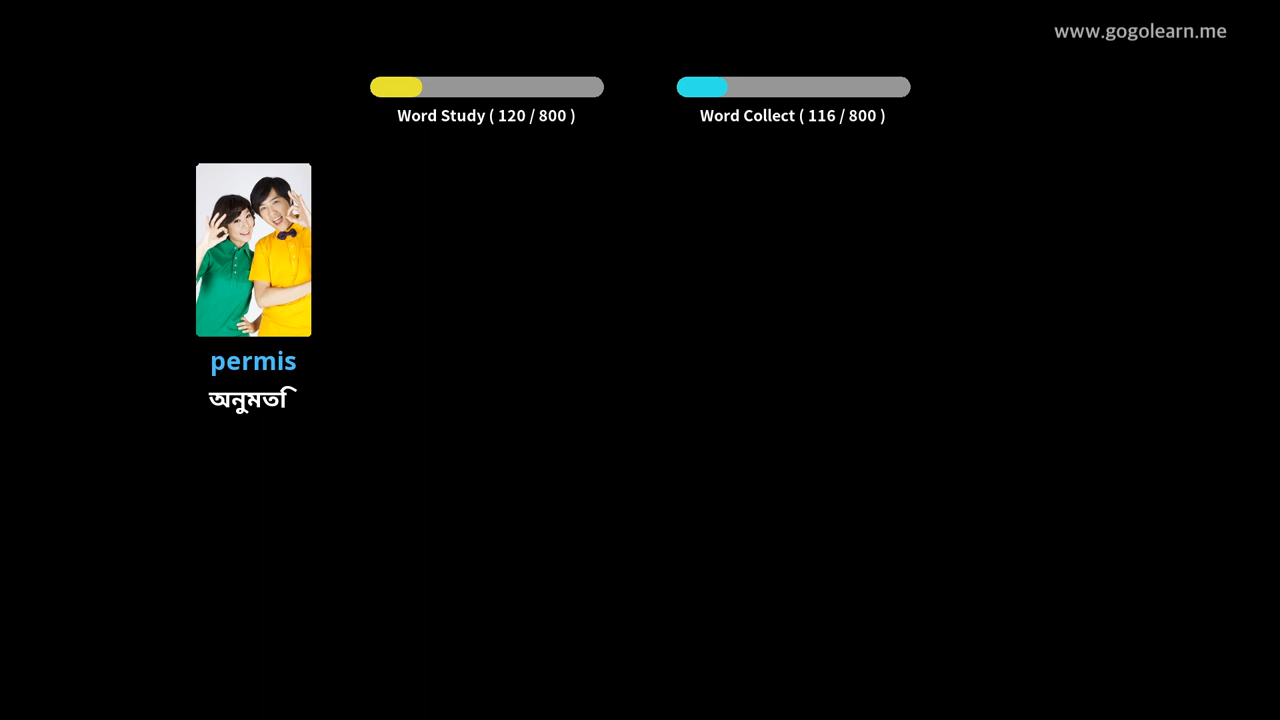 www.gogolearn.me
Word Study ( 120 / 800 )
Word Collect ( 116 / 800 )
permis
অনুমতি